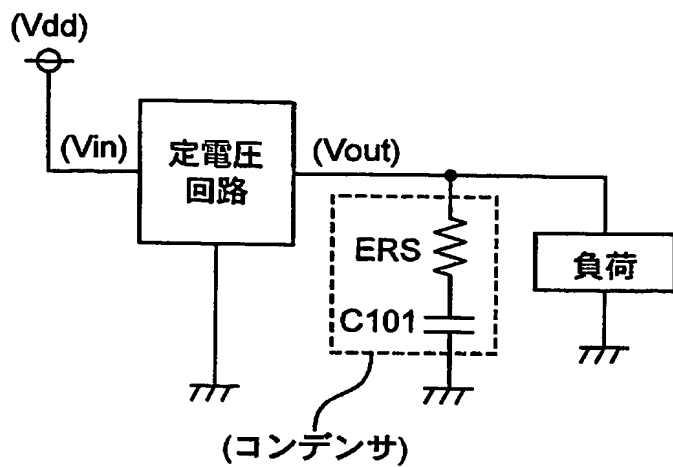 (Vdd)
(Vin)
定電圧
回路
(Vout)
ERS
C101
負荷
(コンデンサ)